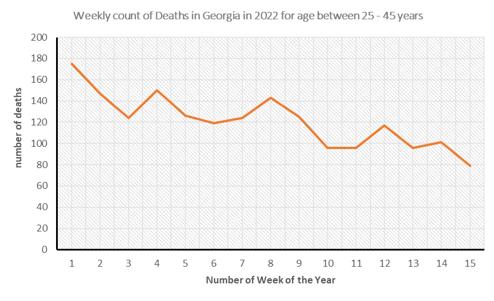 Weekly count of Deaths in Georgia in 2022 for age between 25 - 45 years
200
180
160
140
120
100
80
60
40
20
0
number of deaths
1 2 3 4 5 6 7 8 9 10 11 12 13 14 15
Number of Week of the Year